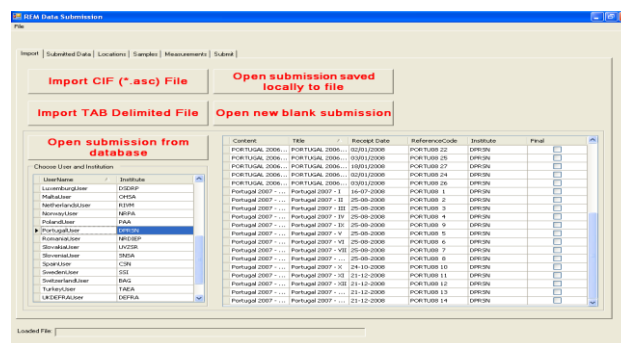 REM Data Submission
File
Import Submitted Data Locations Samples Measurements Submit
Import CIF (*.asc) File
Open submission saved locally to file
Import TAB Delimited File
Open new blank submission
Open submission from database
Choose User and Institution
UserName Institute
LuxemburgUser DSDRP
MaltaUser OHSA
NetherlandsUser RIVM
NorwayUser NRPA
PolandUser PAA
PortugalUser DPRSN
RomaniaUser NRDIEP
SlovakiaUser UVZSR
SloveniaUser SNSA
SpainUser CSN
SwedenUser SSI
SwitzerlandUser BAG
TurkeyUser TAEA
UKDEFRAUser DEFRA
Content Title Receipt Date ReferenceCode Institute Final
PORTUGAL 2006... PORTUGAL 2006... 02/01/2008 PORTU08 22 DPRSN
PORTUGAL 2006... PORTUGAL 2006... 03/01/2008 PORTU08 25 DPRSN
PORTUGAL 2006... PORTUGAL 2006... 10/01/2008 PORTU08 27 DPRSN
PORTUGAL 2006... PORTUGAL 2006... 02/01/2008 PORTU08 24 DPRSN
PORTUGAL 2006... PORTUGAL 2006... 03/01/2008 PORTU08 26 DPRSN
Portugal 2007 - ... Portugal 2007 - I 16-07-2008 PORTU08 1 DPRSN
Portugal 2007 - ... Portugal 2007 - II 25-08-2008 PORTU08 2 DPRSN
Portugal 2007 - ... Portugal 2007 - III 25-08-2008 PORTU08 3 DPRSN
Portugal 2007 - ... Portugal 2007 - IV 25-08-2008 PORTU08 4 DPRSN
Portugal 2007 - ... Portugal 2007 - IX 25-08-2008 PORTU08 9 DPRSN
Portugal 2007 - ... Portugal 2007 - V 25-08-2008 PORTU08 5 DPRSN
Portugal 2007 - ... Portugal 2007 - VI 25-08-2008 PORTU08 6 DPRSN
Portugal 2007 - ... Portugal 2007 - VII 25-08-2008 PORTU08 7 DPRSN
Portugal 2007 - ... Portugal 2007 - ... 25-08-2008 PORTU08 8 DPRSN
Portugal 2007 - ... Portugal 2007 - X 24-10-2008 PORTU08 10 DPRSN
Portugal 2007 - ... Portugal 2007 - XI 21-12-2008 PORTU08 11 DPRSN
Portugal 2007 - ... Portugal 2007 - XII 21-12-2008 PORTU08 12 DPRSN
Portugal 2007 - ... Portugal 2007 - ... 21-12-2008 PORTU08 13 DPRSN
Portugal 2007 - ... Portugal 2007 - ... 21-12-2008 PORTU08 14 DPRSN
Loaded File: